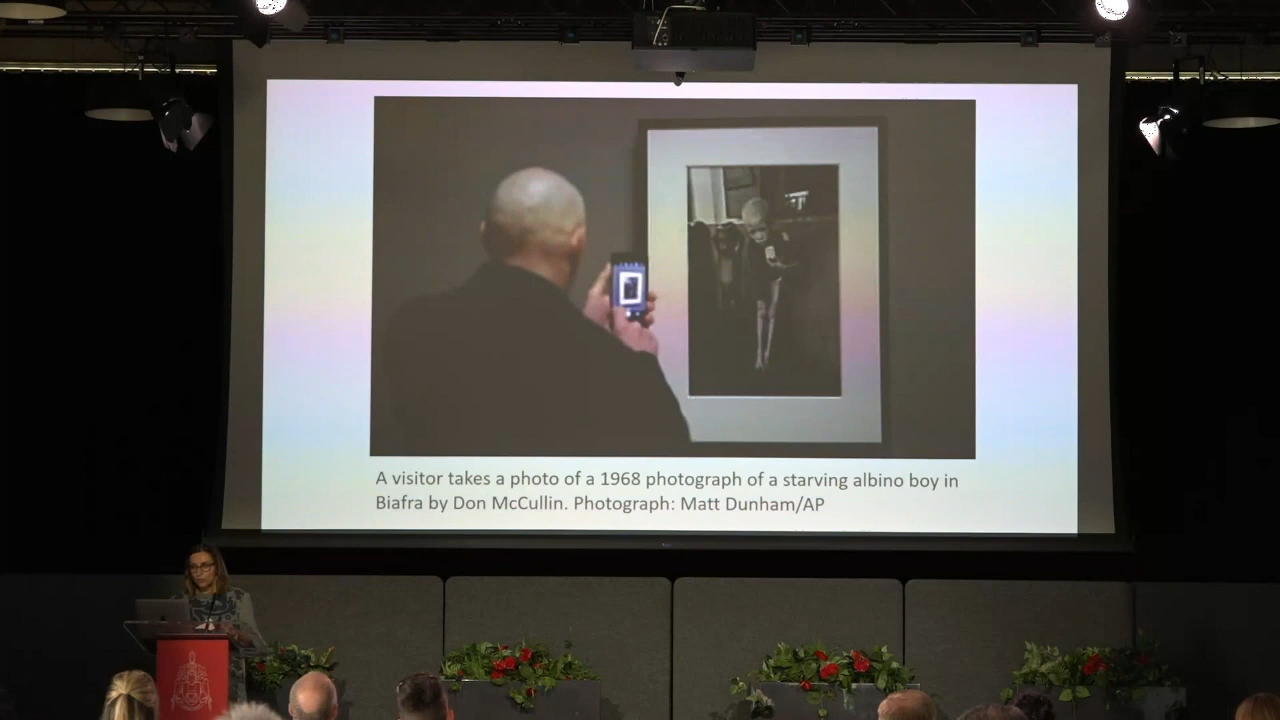 A visitor takes a photo of a 1968 photograph of a starving albino boy in
Biafra by Don McCullin. Photograph: Matt Dunham/AP